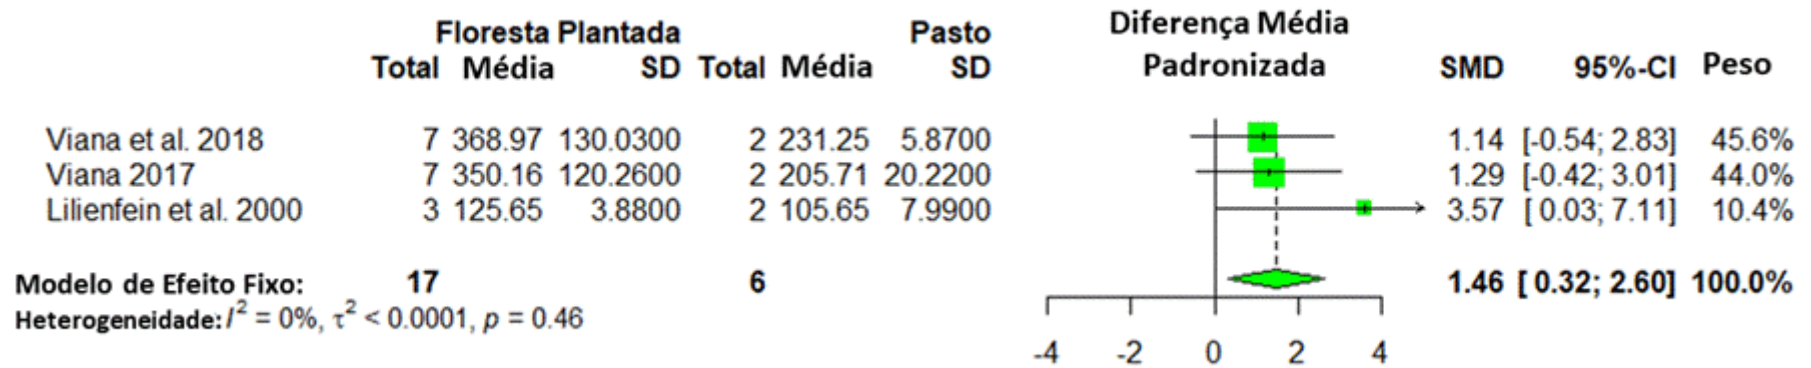 Floresta Plantada Pasto Diferença Média
Total Média SD Total Média SD Padronizada SMD 95%-CI Peso
Viana et al. 2018 7 368.97 130.0300 2 231.25 5.8700 1.14 [-0.54; 2.83] 45.6%
Viana 2017 7 350.16 120.2600 2 205.71 20.2200 1.29 [-0.42; 3.01] 44.0%
Lilienfein et al. 2000 3 125.65 3.8800 2 105.65 7.9900 3.57 [ 0.03; 7.11] 10.4%
Modelo de Efeito Fixo: 17 6 1.46 [ 0.32; 2.60] 100.0%
Heterogeneidade: I² = 0%, τ² < 0.0001, p = 0.46
-4 -2 0 2 4